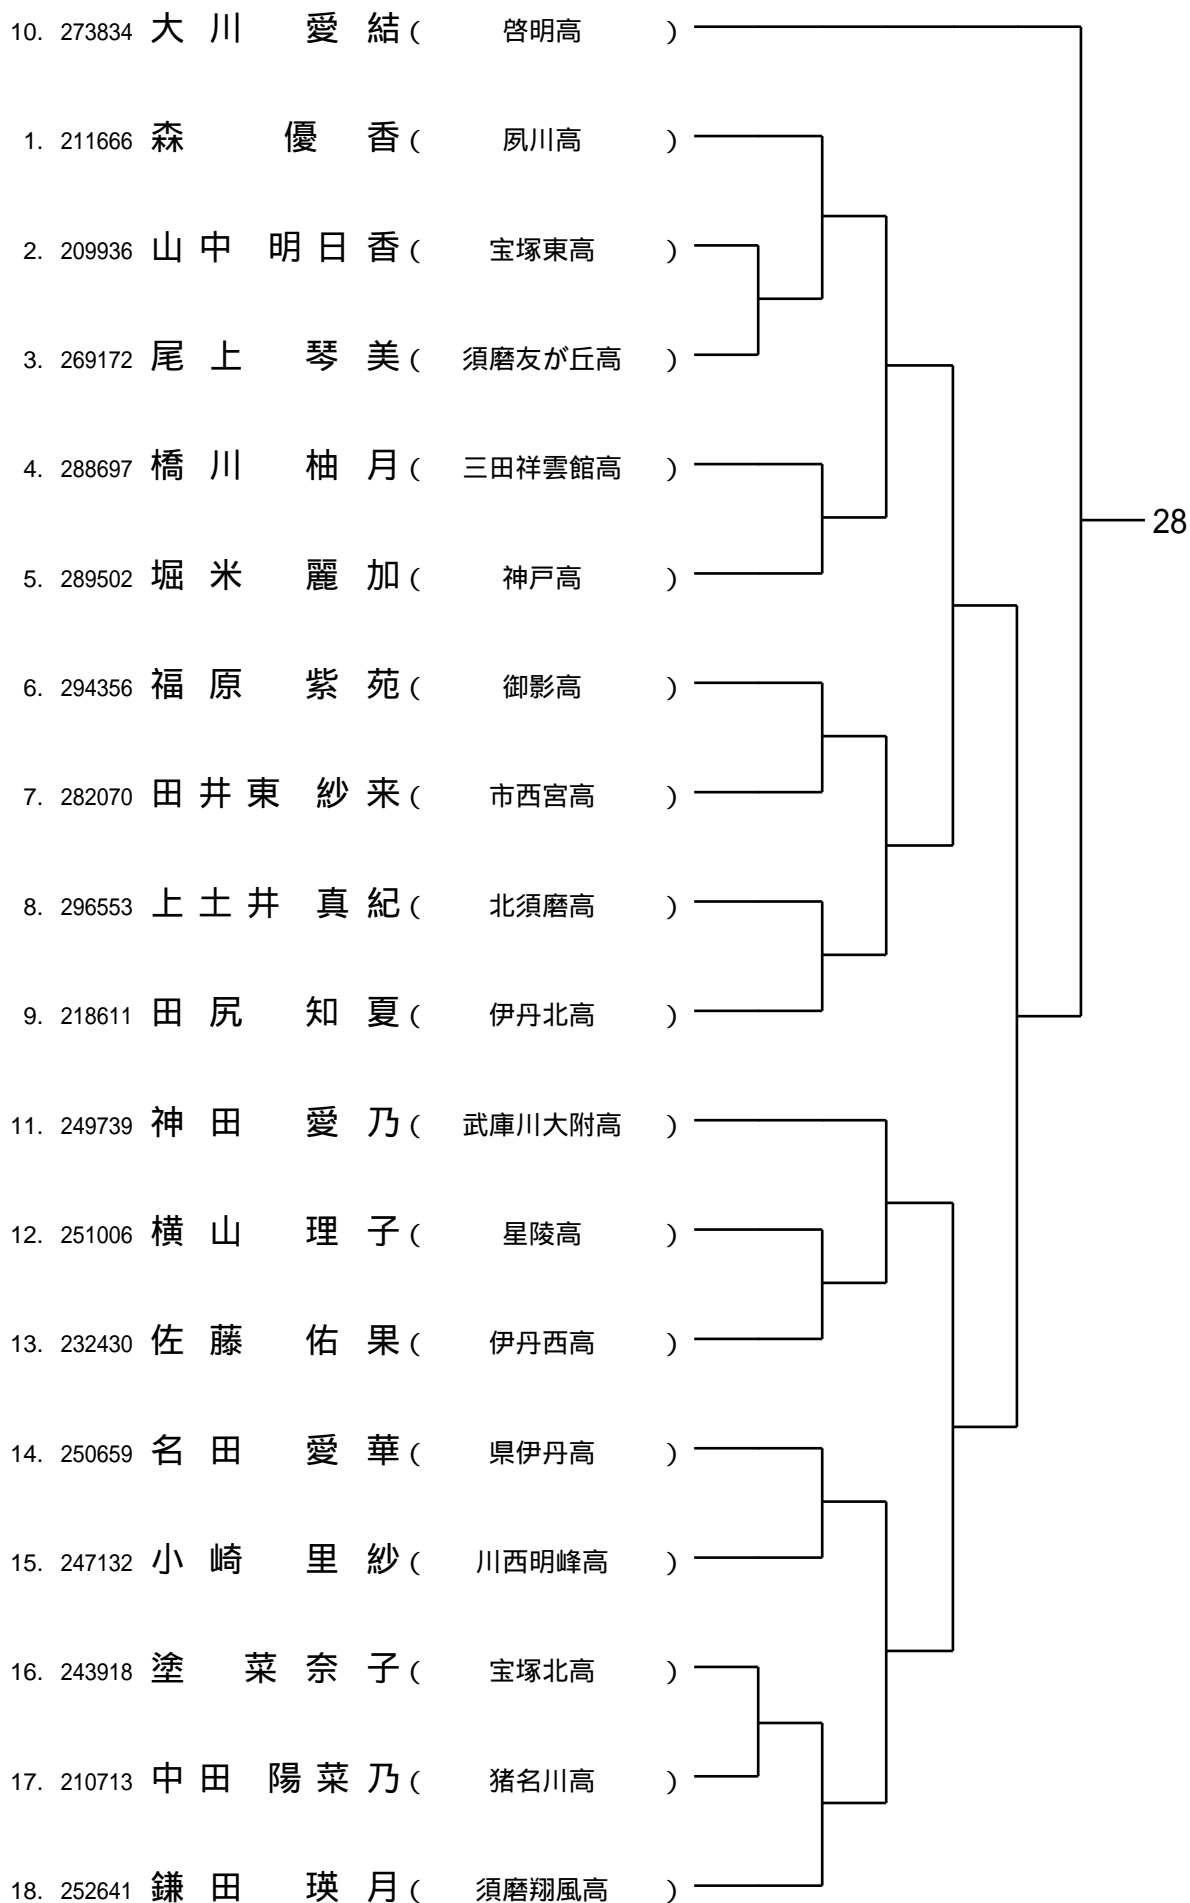 10. 273834 大川 愛結( 啓明高 )
1. 211666 森 優香( 夙川高 )
2. 209936 山中 明日香( 宝塚東高 )
3. 269172 尾上 琴美( 須磨友が丘高 )
4. 288697 橋川 柚月( 三田祥雲館高 )
28
5. 289502 堀米 麗加( 神戸高 )
6. 294356 福原 紫苑( 御影高 )
7. 282070 田井東 紗来( 市西宮高 )
8. 296553 上土井 真紀( 北須磨高 )
9. 218611 田尻 知夏( 伊丹北高 )
11. 249739 神田 愛乃( 武庫川大附高 )
12. 251006 横山 理子( 星陵高 )
13. 232430 佐藤 佑果( 伊丹西高 )
14. 250659 名田 愛華( 県伊丹高 )
15. 247132 小崎 里紗( 川西明峰高 )
16. 243918 塗 菜奈子( 宝塚北高 )
17. 210713 中田 陽菜乃( 猪名川高 )
18. 252641 鎌田 瑛月( 須磨翔風高 )